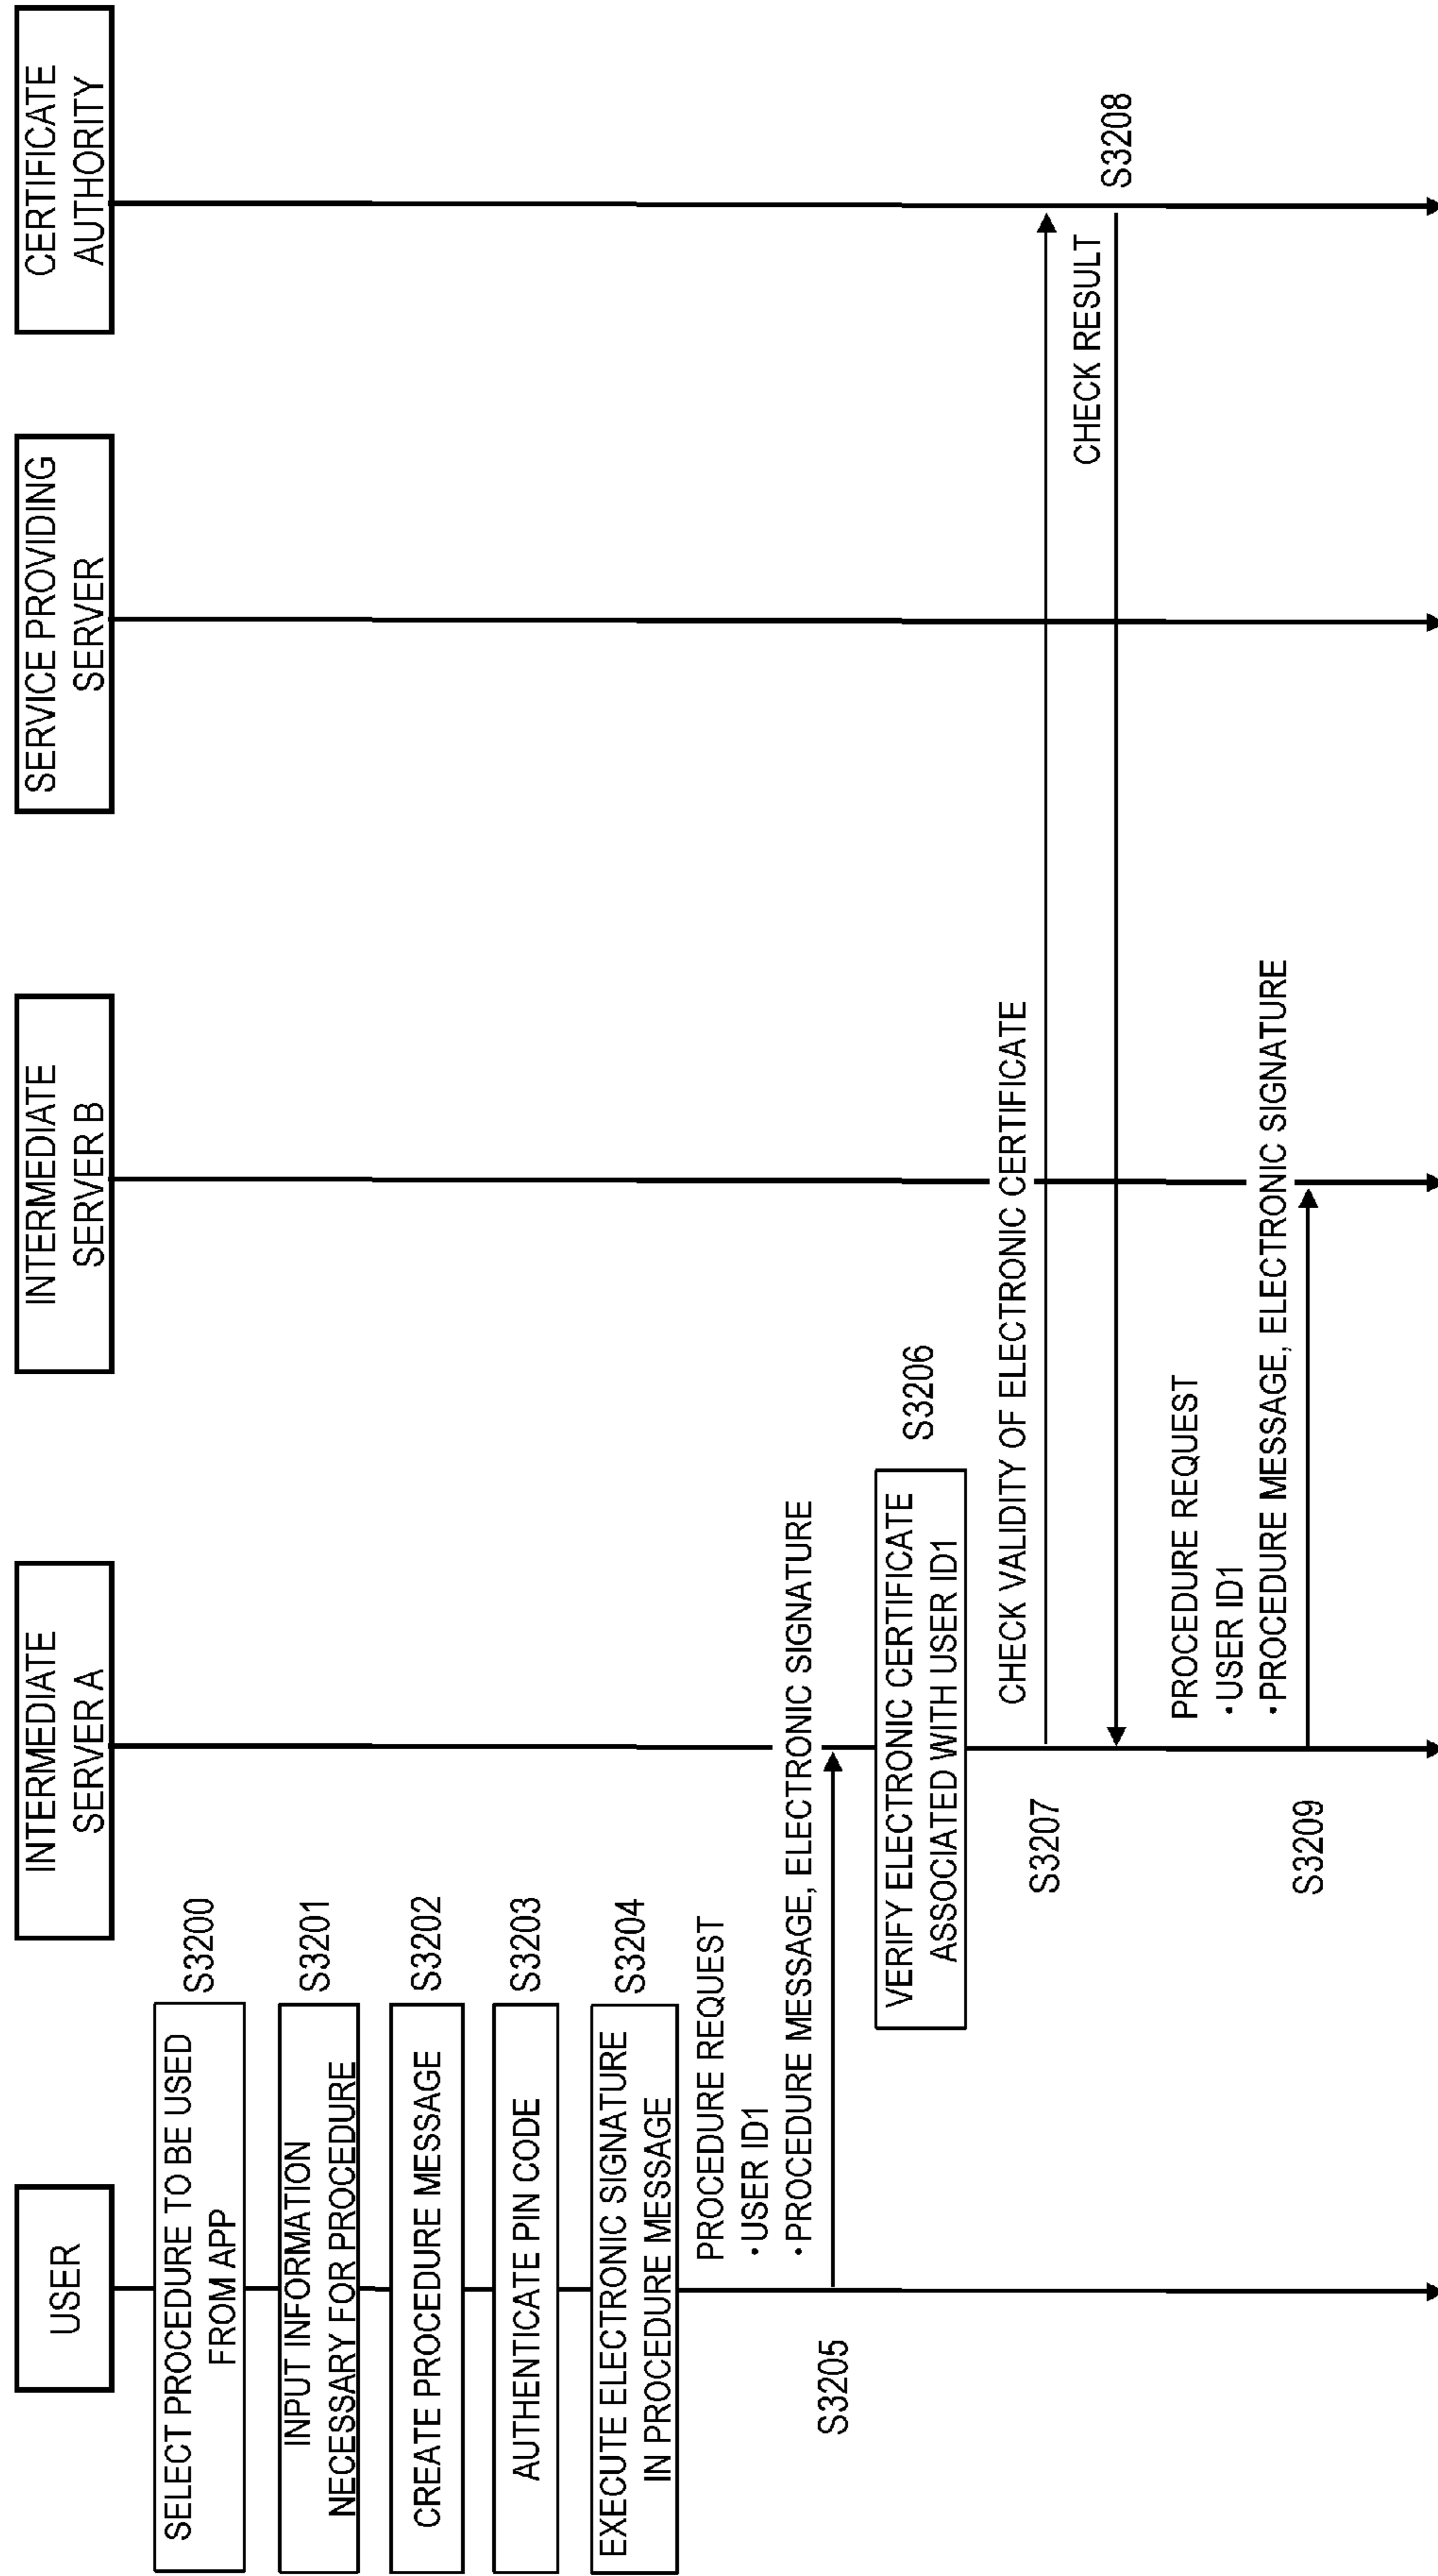 USER
INTERMEDIATE
SERVER A
INTERMEDIATE
SERVER B
SERVICE PROVIDING
SERVER
CERTIFICATE
AUTHORITY
SELECT PROCEDURE TO BE USED
FROM APP
S3200
INPUT INFORMATION
NECESSARY FOR PROCEDURE
S3201
CREATE PROCEDURE MESSAGE
S3202
AUTHENTICATE PIN CODE
S3203
EXECUTE ELECTRONIC SIGNATURE
IN PROCEDURE MESSAGE
S3204
PROCEDURE REQUEST
・USER ID1
・PROCEDURE MESSAGE, ELECTRONIC SIGNATURE
S3205
VERIFY ELECTRONIC CERTIFICATE
ASSOCIATED WITH USER ID1
S3206
CHECK VALIDITY OF ELECTRONIC CERTIFICATE
S3207
CHECK RESULT
S3208
PROCEDURE REQUEST
・USER ID1
・PROCEDURE MESSAGE, ELECTRONIC SIGNATURE
S3209